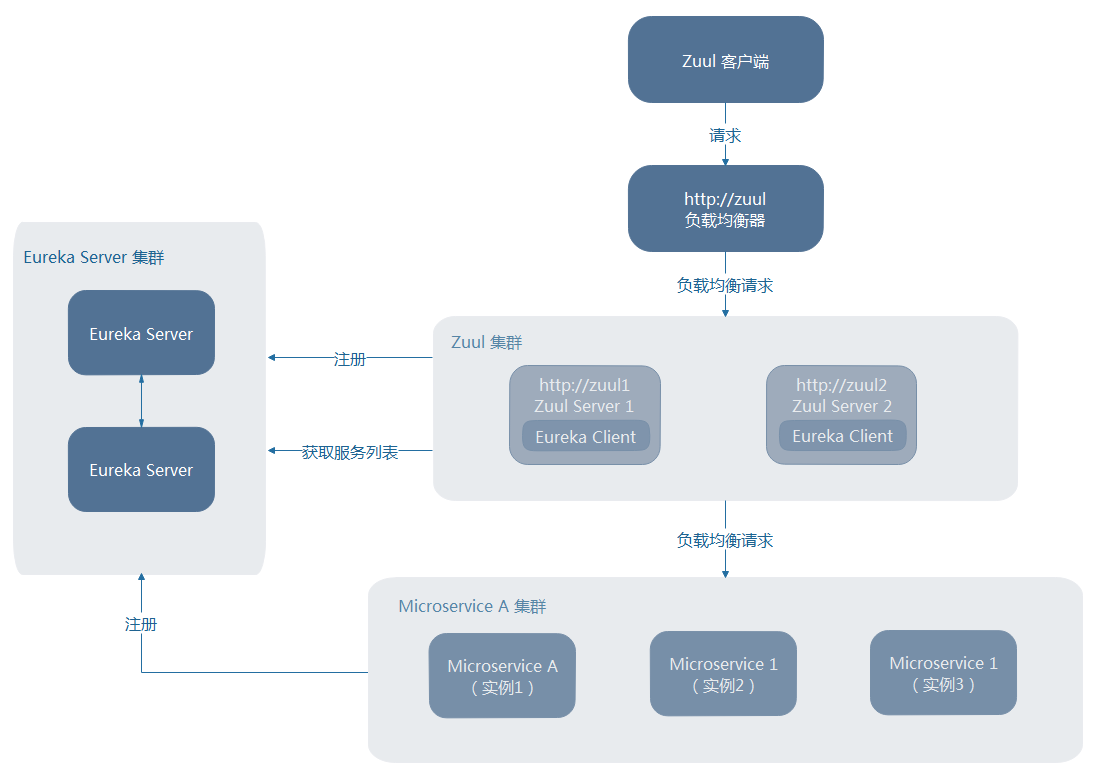 Zuul 客户端
请求
http://zuul
负载均衡器
负载均衡请求
Eureka Server 集群
Eureka Server
Eureka Server
注册
获取服务列表
Zuul 集群
http://zuul1
Zuul Server 1
Eureka Client
http://zuul2
Zuul Server 2
Eureka Client
负载均衡请求
注册
Microservice A 集群
Microservice A
（实例1）
Microservice 1
（实例2）
Microservice 1
（实例3）